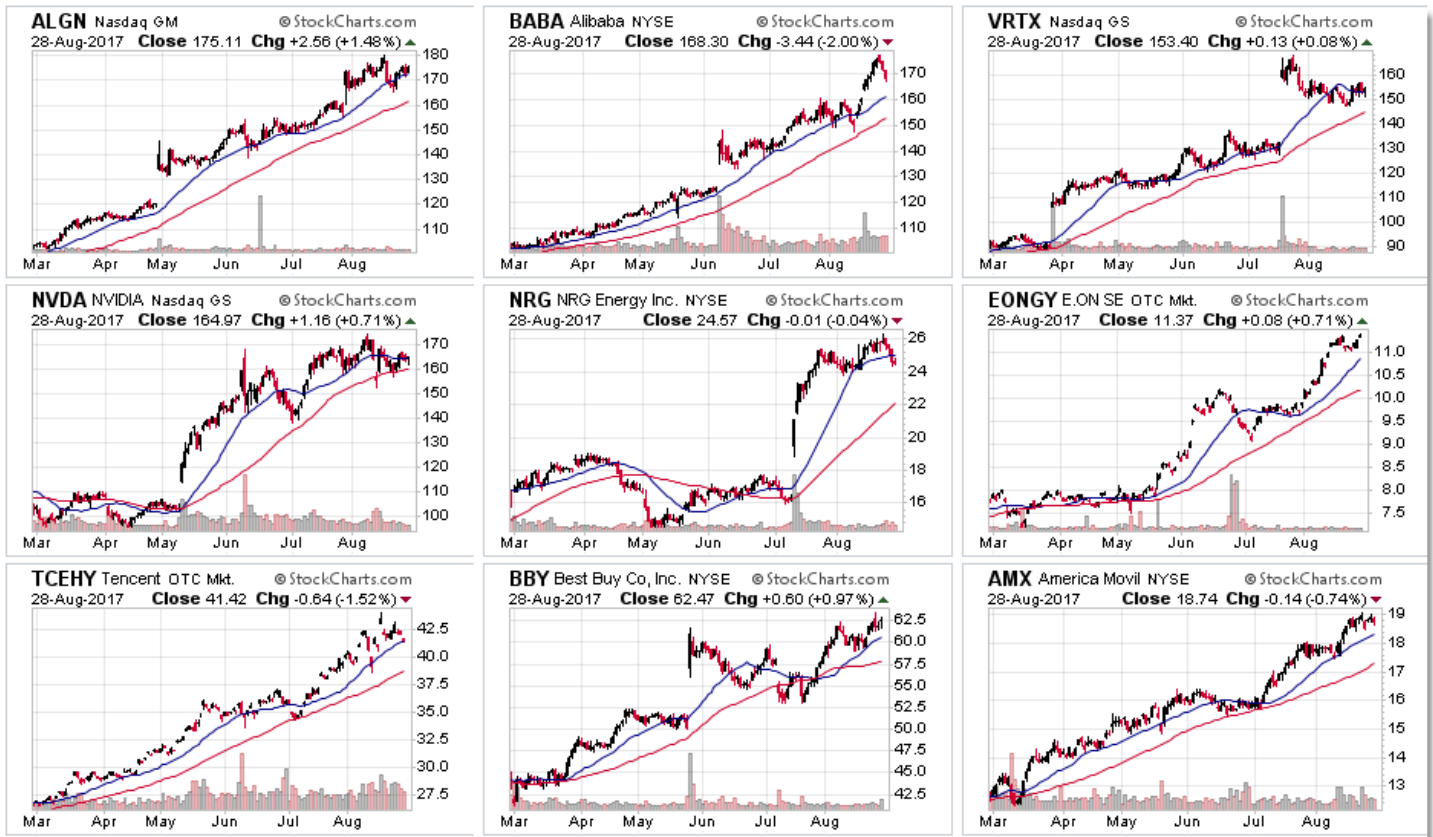 ALGN Nasdaq GM © StockCharts.com
28-Aug-2017 Close 175.11 Chg +2.56 (+1.48%)
180
170
160
150
140
130
120
110
Mar Apr May Jun Jul Aug
BABA Alibaba NYSE © StockCharts.com
28-Aug-2017 Close 168.30 Chg -3.44 (-2.00%)
170
160
150
140
130
120
110
Mar Apr May Jun Jul Aug
VRTX Nasdaq GS © StockCharts.com
28-Aug-2017 Close 153.40 Chg +0.13 (+0.08%)
160
150
140
130
120
110
100
90
Mar Apr May Jun Jul Aug
NVDA NVIDIA Nasdaq GS © StockCharts.com
28-Aug-2017 Close 164.97 Chg +1.16 (+0.71%)
170
160
150
140
130
120
110
100
Mar Apr May Jun Jul Aug
NRG NRG Energy Inc. NYSE © StockCharts.com
28-Aug-2017 Close 24.57 Chg -0.01 (-0.04%)
26
24
22
20
18
16
Mar Apr May Jun Jul Aug
EONGY E.ON SE OTC Mkt. © StockCharts.com
28-Aug-2017 Close 11.37 Chg +0.08 (+0.71%)
11.0
10.5
10.0
9.5
9.0
8.5
8.0
7.5
Mar Apr May Jun Jul Aug
TCEHY Tencent OTC Mkt. © StockCharts.com
28-Aug-2017 Close 41.42 Chg -0.64 (-1.52%)
42.5
40.0
37.5
35.0
32.5
30.0
27.5
Mar Apr May Jun Jul Aug
BBY Best Buy Co, Inc. NYSE © StockCharts.com
28-Aug-2017 Close 62.47 Chg +0.60 (+0.97%)
62.5
60.0
57.5
55.0
52.5
50.0
47.5
45.0
42.5
Mar Apr May Jun Jul Aug
AMX America Movil NYSE © StockCharts.com
28-Aug-2017 Close 18.74 Chg -0.14 (-0.74%)
19
18
17
16
15
14
13
Mar Apr May Jun Jul Aug